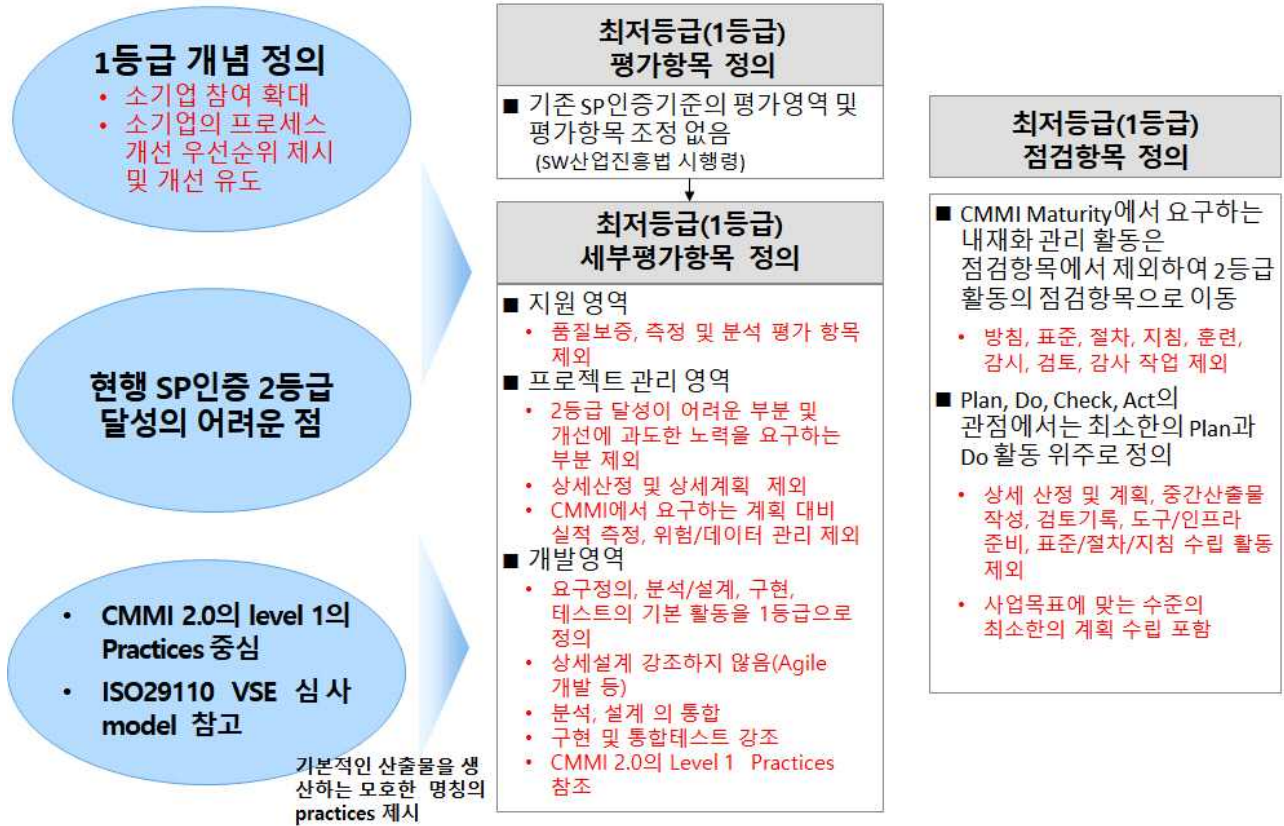 1등급 개념 정의
• 소기업 참여 확대
• 소기업의 프로세스
개선 우선순위 제시
및 개선 유도
현행 SP인증 2등급
달성의 어려운 점
• CMMI 2.0의 level 1의
Practices 중심
• ISO29110 VSE 심 사
model 참고
기본적인 산출물을 생
산하는 모호한 명칭의
practices 제시
최저등급(1등급)
평가항목 정의
■ 기존 SP인증기준의 평가영역 및
평가항목 조정 없음
(SW산업진흥법 시행령)
최저등급(1등급)
세부평가항목 정의
■ 지원 영역
• 품질보증, 측정 및 분석 평가 항목
제외
■ 프로젝트 관리 영역
• 2등급 달성이 어려운 부분 및
개선에 과도한 노력을 요구하는
부분 제외
• 상세산정 및 상세계획 제외
• CMMI에서 요구하는 계획 대비
실적 측정, 위험/데이터 관리 제외
■ 개발영역
• 요구정의, 분석/설계, 구현,
테스트의 기본 활동을 1등급으로
정의
• 상세설계 강조하지 않음(Agile
개발 등)
• 분석, 설계 의 통합
• 구현 및 통합테스트 강조
• CMMI 2.0의 Level 1 Practices
참조
최저등급(1등급)
점검항목 정의
■ CMMI Maturity에서 요구하는
내재화 관리 활동은
점검항목에서 제외하여 2등급
활동의 점검항목으로 이동
• 방침, 표준, 절차, 지침, 훈련,
감시, 검토, 감사 작업 제외
■ Plan, Do, Check, Act의
관점에서는 최소한의 Plan과
Do 활동 위주로 정의
• 상세 산정 및 계획, 중간산출물
작성, 검토기록, 도구/인프라
준비, 표준/절차/지침 수립 활동
제외
• 사업목표에 맞는 수준의
최소한의 계획 수립 포함